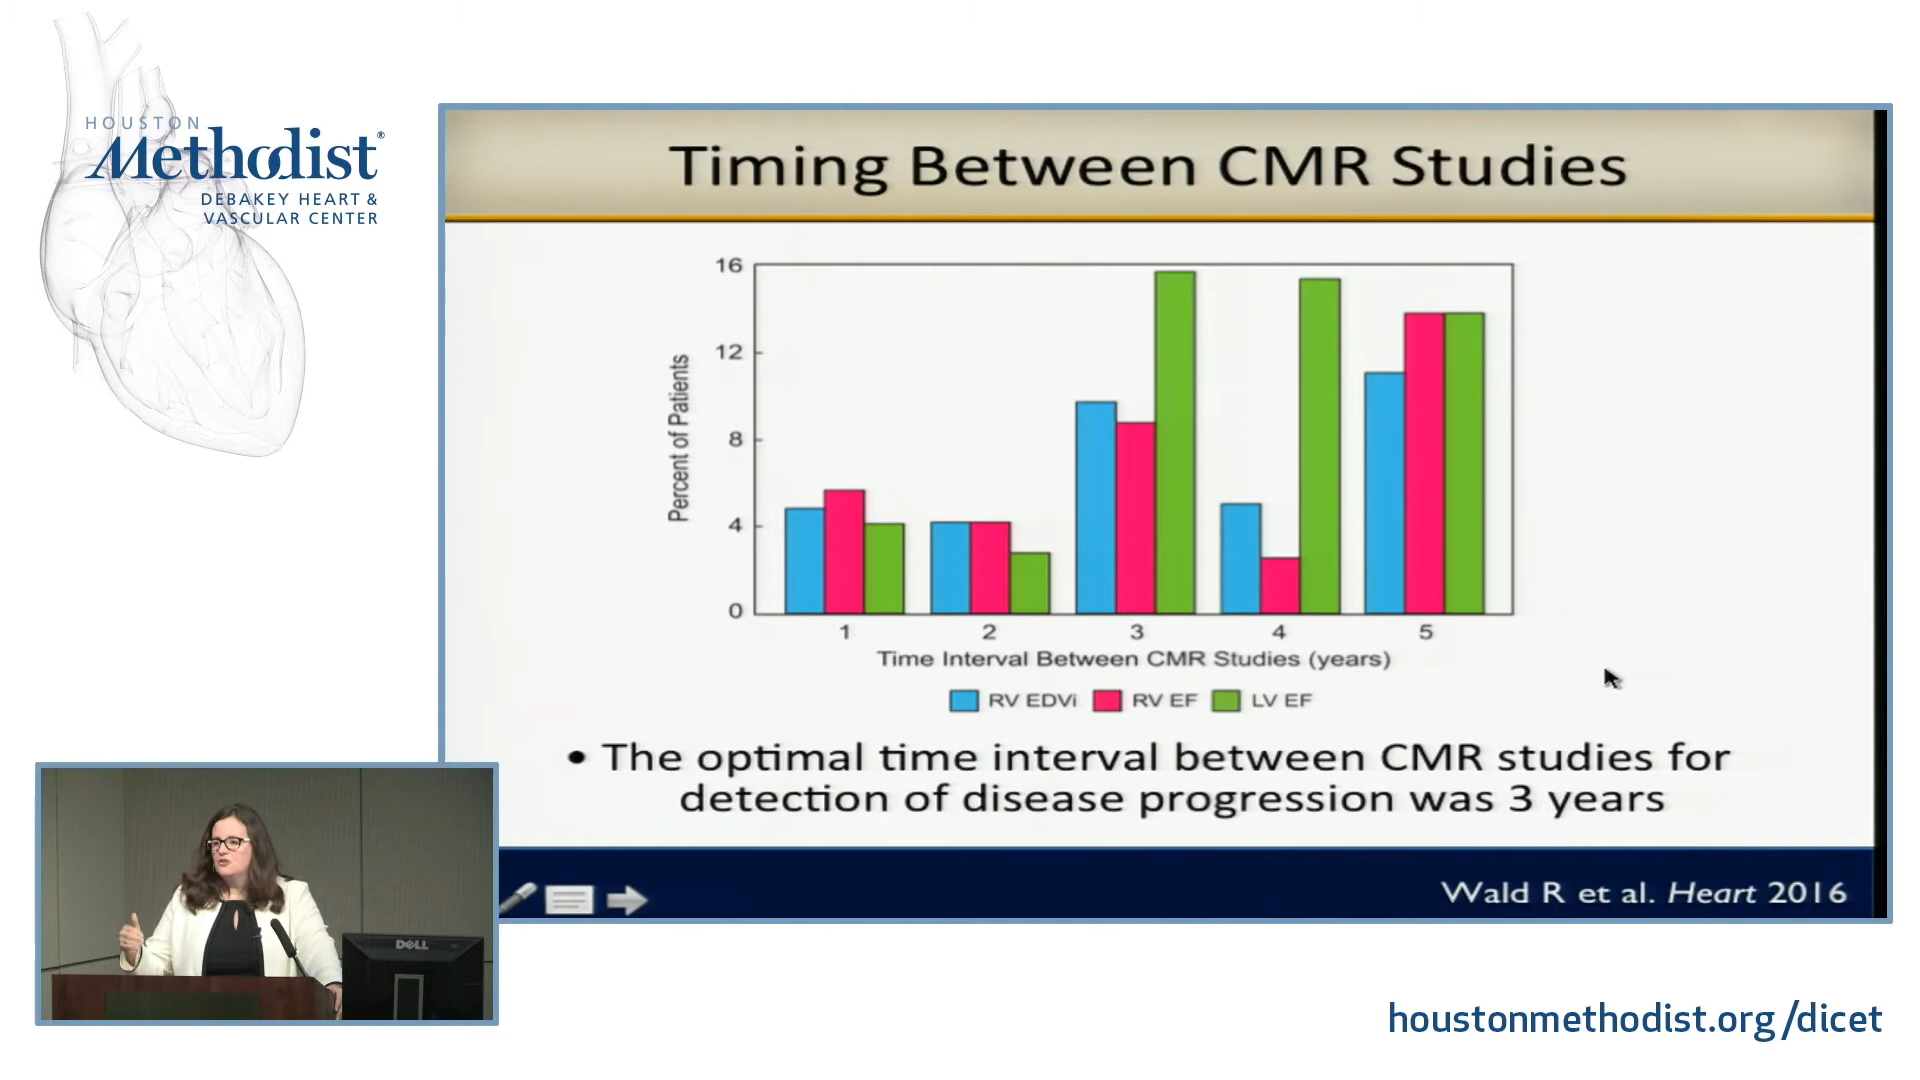 HOUSTON
Methodist®
DEBAKEY HEART &
VASCULAR CENTER
Timing Between CMR Studies
16
12
8
4
0
Percent of Patients
1 2 3 4 5
Time Interval Between CMR Studies (years)
RV EDVi RV EF LV EF
• The optimal time interval between CMR studies for
detection of disease progression was 3 years
Wald R et al. Heart 2016
DELL
houstonmethodist.org/dicet